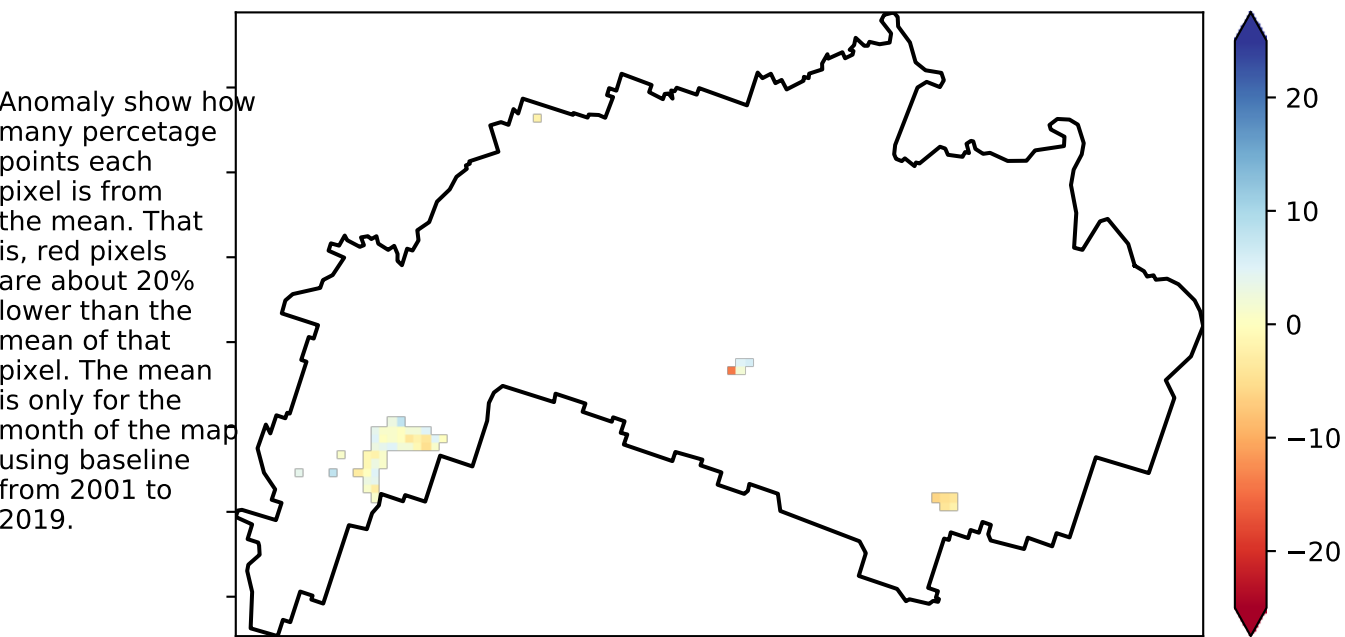 Anomaly show how
many percetage
points each
pixel is from
the mean. That
is, red pixels
are about 20%
lower than the
mean of that
pixel. The mean
is only for the
month of the map
using baseline
from 2001 to
2019.
20
10
0
−10
−20